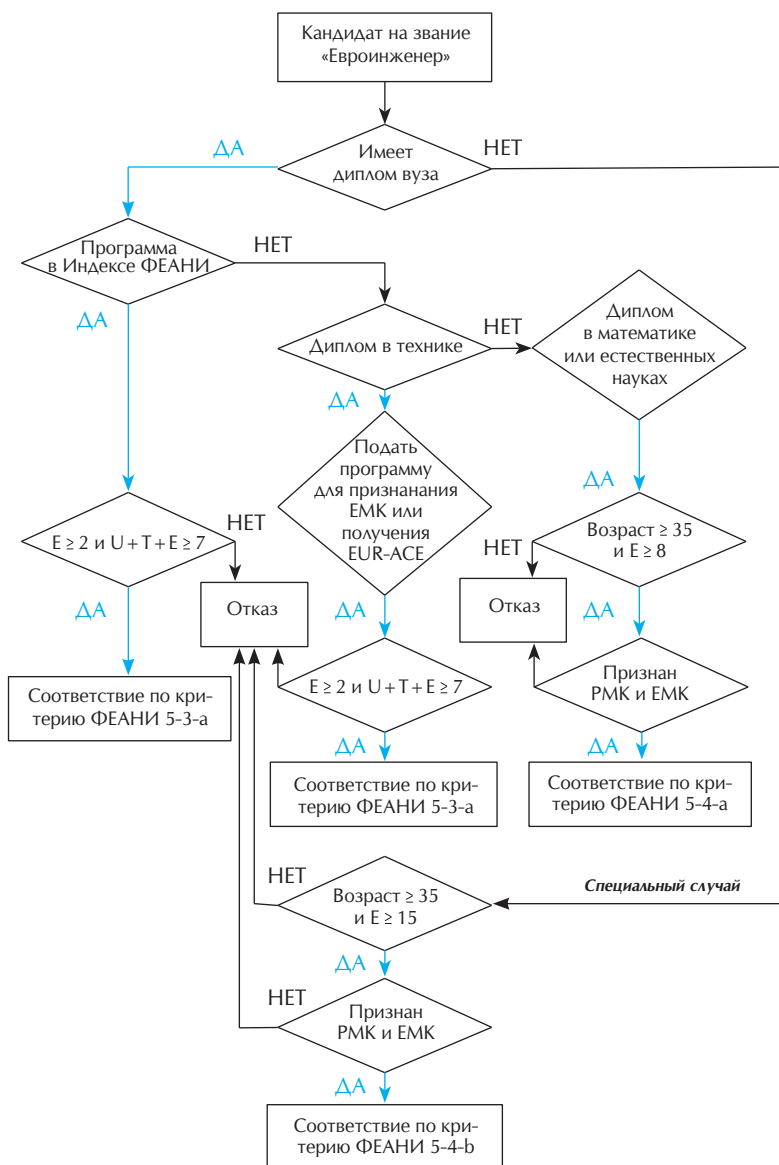 Кандидат на звание
«Евроинженер»
ДА
Имеет
диплом вуза
НЕТ
Программа
в Индексе ФЕАНИ
НЕТ
ДА
Диплом в технике
НЕТ
Диплом
в математике
или естественных
науках
ДА
Подать
программу
для признанания
ЕМК или
получения
EUR-ACE
ДА
E ≥ 2 и U + T + E ≥ 7
НЕТ
Возраст ≥ 35
и E ≥ 8
НЕТ
ДА
Отказ
ДА
Отказ
ДА
Соответствие по кри-
терию ФЕАНИ 5-3-а
E ≥ 2 и U + T + E ≥ 7
Признан
РМК и ЕМК
ДА
ДА
Соответствие по кри-
терию ФЕАНИ 5-3-а
Соответствие по кри-
терию ФЕАНИ 5-4-а
НЕТ
Возраст ≥ 35
и E ≥ 15
Специальный случай
ДА
НЕТ
Признан
РМК и ЕМК
ДА
Соответствие по кри-
терию ФЕАНИ 5-4-b